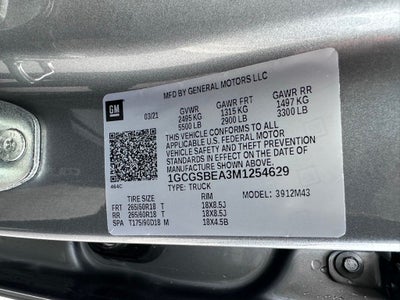 MFD BY GENERAL MOTORS LLC
GM
03/21 GVWR GAWR FRT GAWR RR
2495 KG 1315 KG 1497 KG
5500 LB 2900 LB 3300 LB
THIS VEHICLE CONFORMS TO ALL
APPLICABLE U.S. FEDERAL MOTOR
VEHICLE SAFETY AND THEFT PREVENTION
STANDARDS IN EFFECT ON THE DATE OF
MANUFACTURE SHOWN ABOVE.
1GCGSBEA3M1254629
464C TYPE: TRUCK MODEL: 3912M43
TIRE SIZE RIM
FRT 265/60R18 T 18X8.5J
RR 265/60R18 T 18X8.5J
SPA T175/90D18 M 18X4.5B